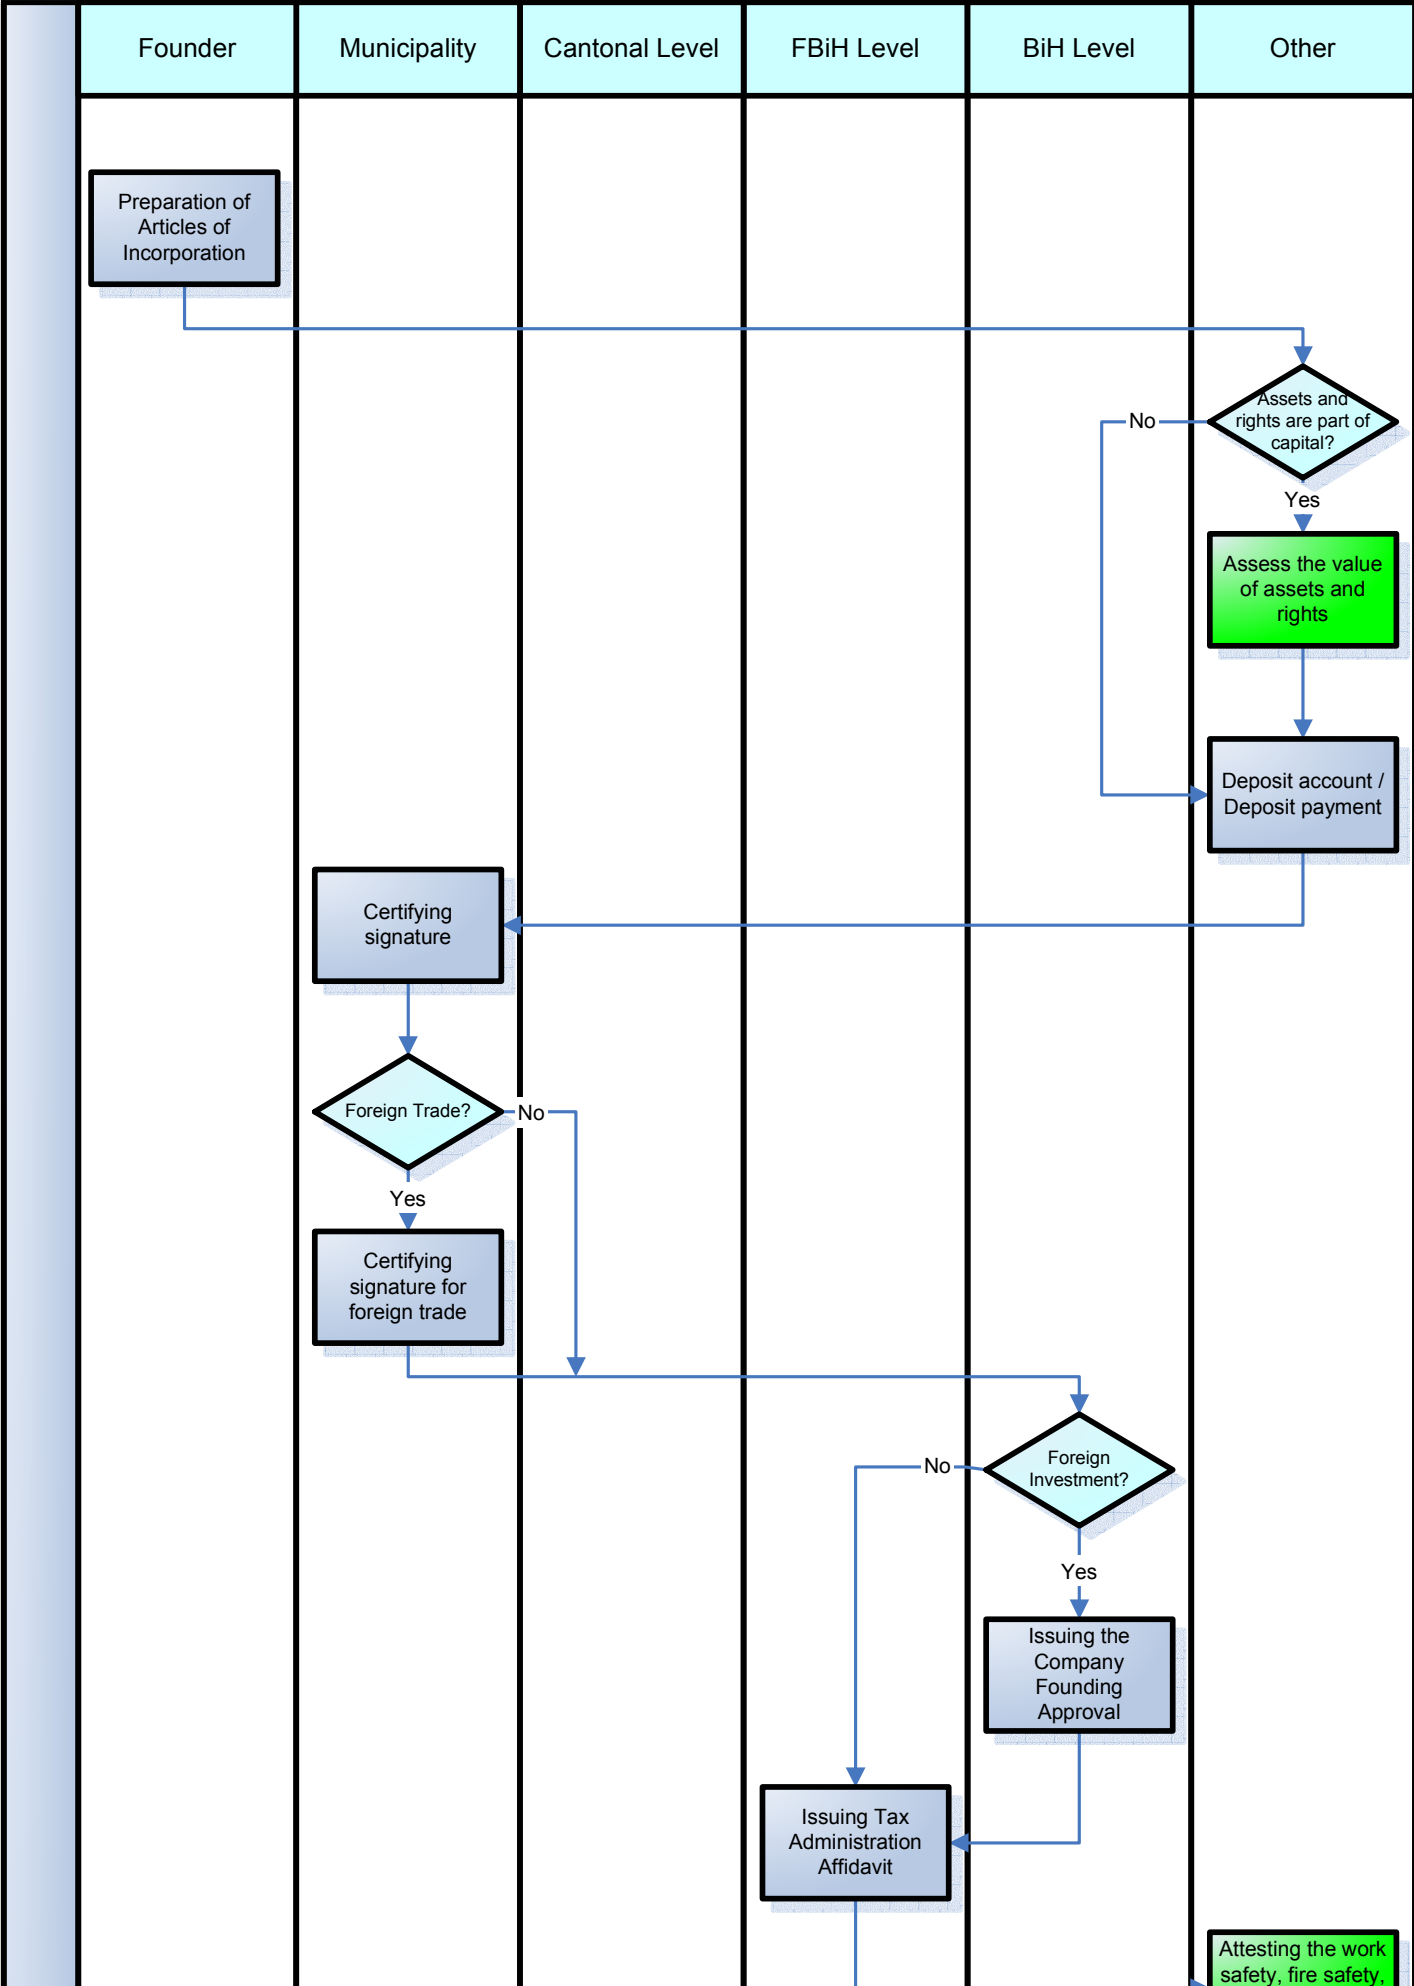 Founder
Municipality
Cantonal Level
FBiH Level
BiH Level
Other
Preparation of
Articles of
Incorporation
Assets and
rights are part of
capital?
No
Yes
Assess the value
of assets and
rights
Deposit account /
Deposit payment
Certifying
signature
Foreign Trade?
No
Yes
Certifying
signature for
foreign trade
Foreign
Investment?
No
Yes
Issuing the
Company
Founding
Approval
Issuing Tax
Administration
Affidavit
Attesting the work
safety, fire safety,